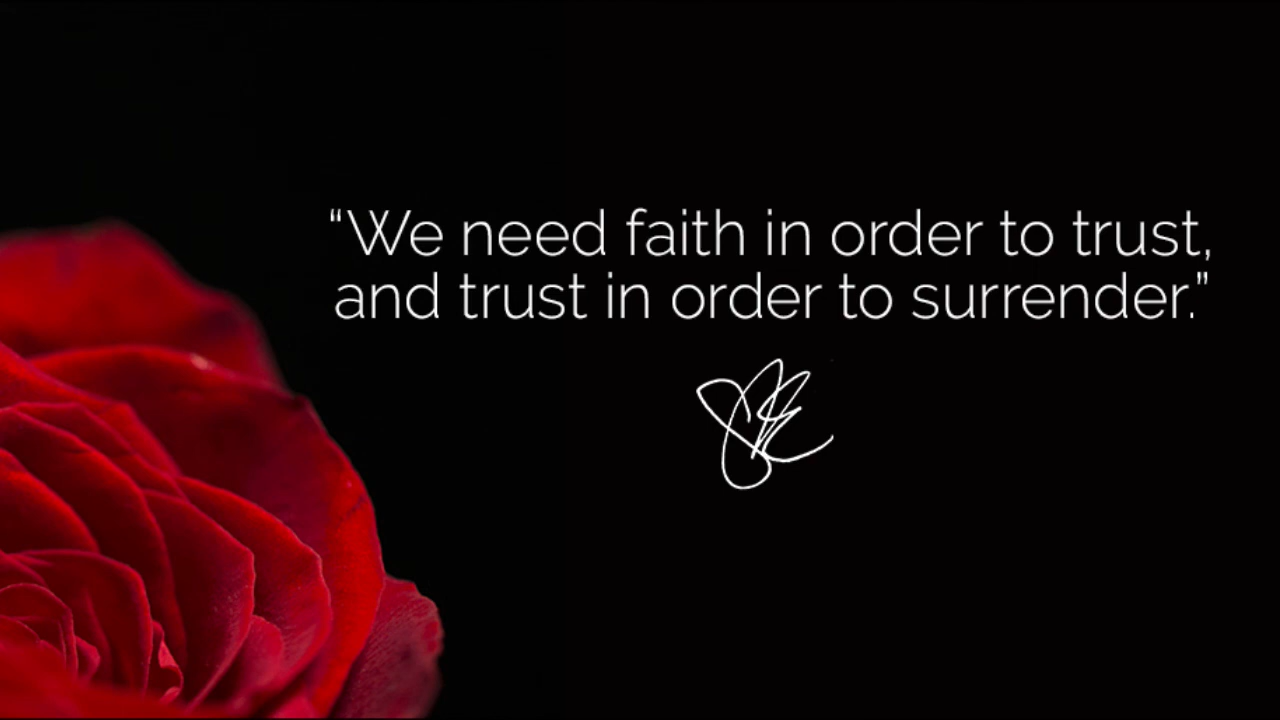 “We need faith in order to trust,
and trust in order to surrender.”